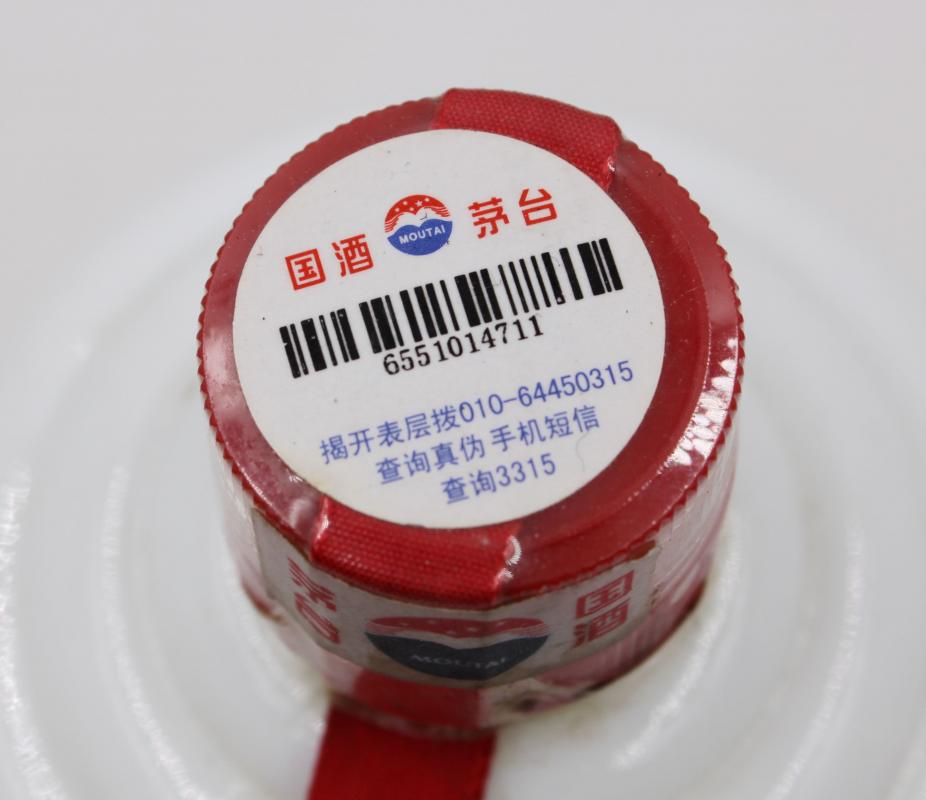 国酒 MOUTAI 茅台
6551014711
揭开表层拨010-64450315
查询真伪 手机短信
查询3315
茅台 MOUTAI 国酒